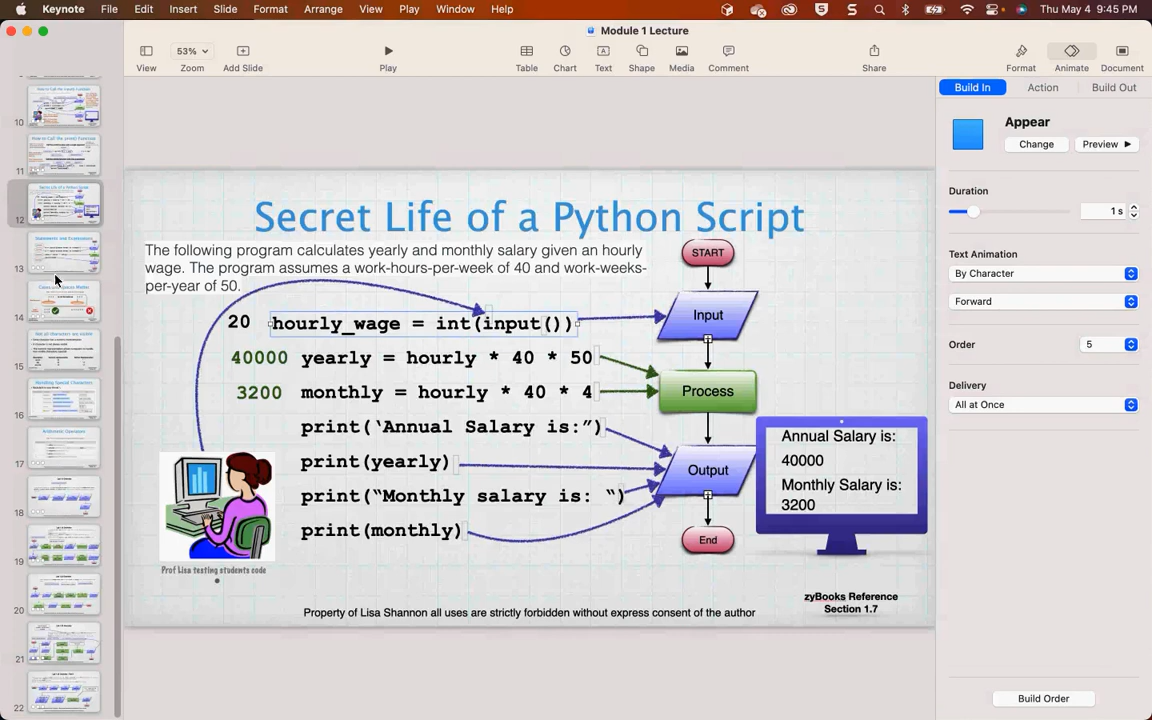 Keynote File Edit Insert Slide Format Arrange View Play Window Help Thu May 4 9:45 PM
Module 1 Lecture
53%
View Zoom Add Slide Play Table Chart Text Shape Media Comment Share Format Animate Document
10
11
12
13
14
15
16
17
18
19
20
21
22
Secret Life of a Python Script
The following program calculates yearly and monthly salary given an hourly
wage. The program assumes a work-hours-per-week of 40 and work-weeks-
per-year of 50.
20 hourly_wage = int(input())
40000 yearly = hourly * 40 * 50
3200 monthly = hourly * 40 * 4
print(‘Annual Salary is:”)
print(yearly)
print(“Monthly salary is: “)
print(monthly)
START
Input
Process
Output
End
Annual Salary is:
40000
Monthly Salary is:
3200
Prof Lisa testing students code
zyBooks Reference
Section 1.7
Property of Lisa Shannon all uses are strictly forbidden without express consent of the author
Build In Action Build Out
Appear
Change Preview
Duration
1 s
Text Animation
By Character
Forward
Order 5
Delivery
All at Once
Build Order